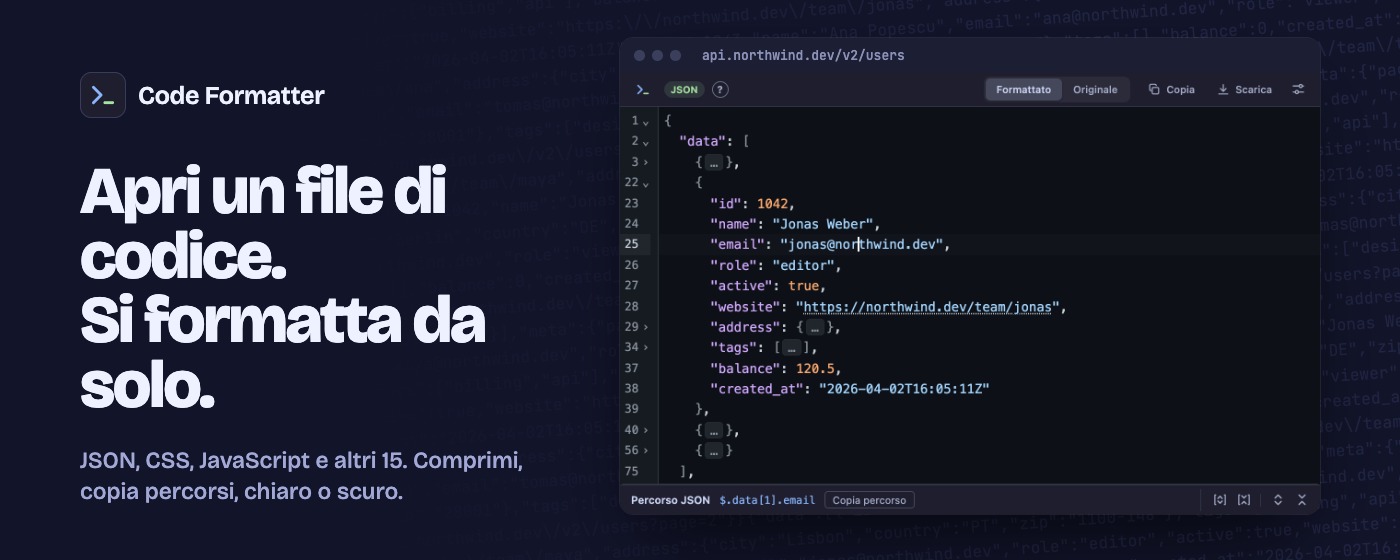 Code Formatter
Apri un file di
codice.
Si formatta da
solo.
JSON, CSS, JavaScript e altri 15. Comprimi,
copia percorsi, chiaro o scuro.
api.northwind.dev/v2/users
JSON ? Formattato Originale Copia Scarica
1 {
2 "data": [
3 { … },
22 {
23 "id": 1042,
24 "name": "Jonas Weber",
25 "email": "jonas@northwind.dev",
26 "role": "editor",
27 "active": true,
28 "website": "https://northwind.dev/team/jonas",
29 "address": { … },
34 "tags": [ … ],
37 "balance": 120.5,
38 "created_at": "2026-04-02T16:05:11Z"
39 },
40 { … },
56 { … }
75 ],
Percorso JSON $.data[1].email Copia percorso